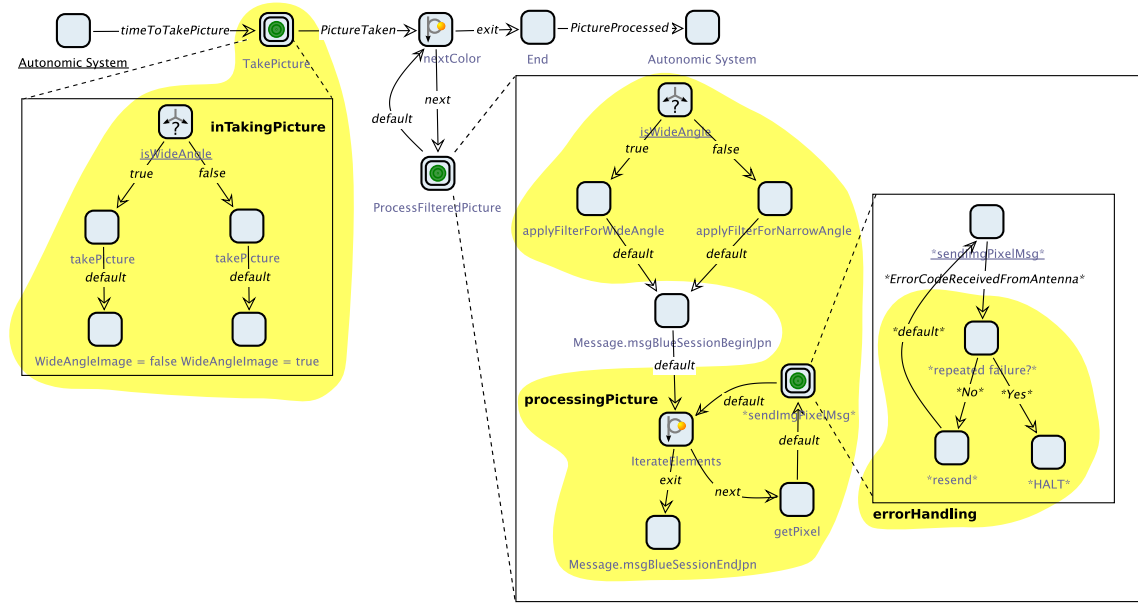 timeToTakePicture
PictureTaken
exit
PictureProcessed
Autonomic System
TakePicture
nextColor
End
Autonomic System
default
next
ProcessFilteredPicture
inTakingPicture
isWideAngle
true
false
takePicture
takePicture
default
default
WideAngleImage = false
WideAngleImage = true
isWideAngle
true
false
applyFilterForWideAngle
applyFilterForNarrowAngle
default
default
Message.msgBlueSessionBeginJpn
default
processingPicture
default
*sendImgPixelMsg*
default
IterateElements
exit
next
getPixel
Message.msgBlueSessionEndJpn
*sendImgPixelMsg*
*ErrorCodeReceivedFromAntenna*
*default*
*repeated failure?*
*No*
*Yes*
*resend*
*HALT*
errorHandling